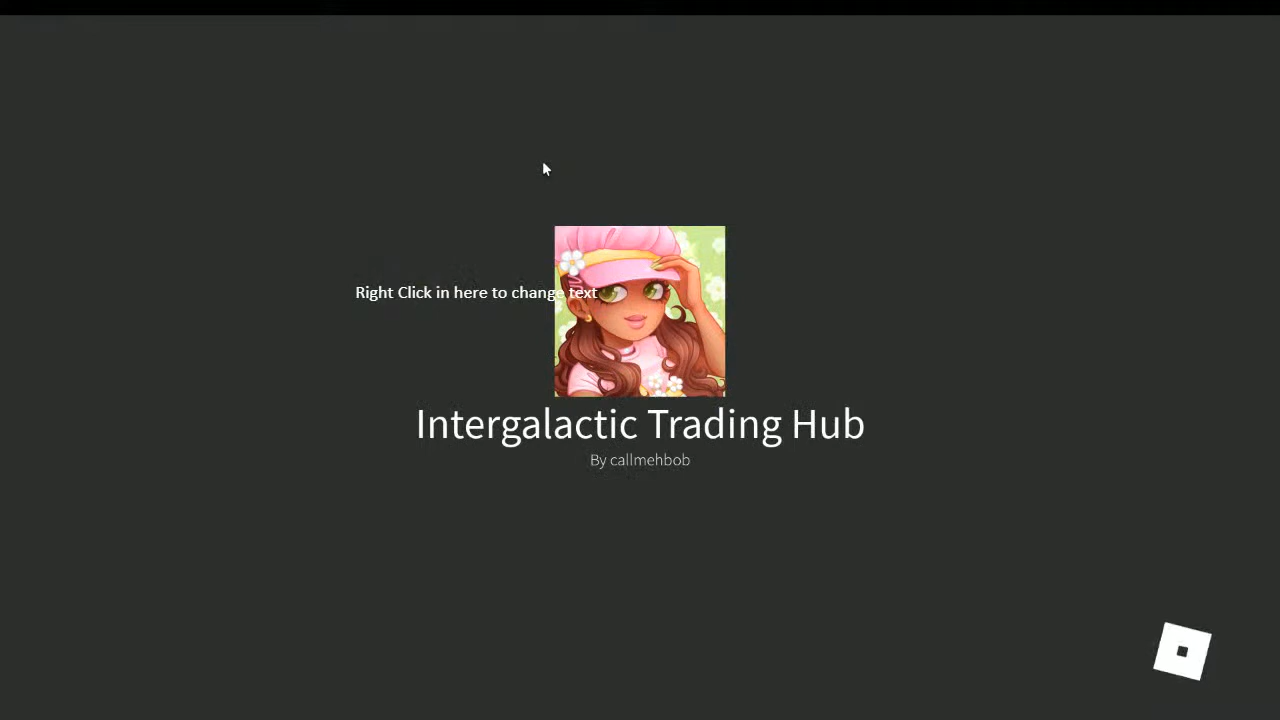 Right Click in here to change text
Intergalactic Trading Hub
By callmehbob